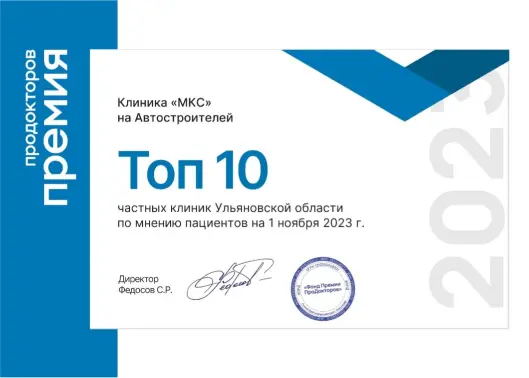 продокторов
премия
Клиника «МКС»
на Автостроителей
Топ 10
частных клиник Ульяновской области
по мнению пациентов на 1 ноября 2023 г.
Директор
Федосов С.Р.
«Фонд Премии
ПроДокторов»
2023